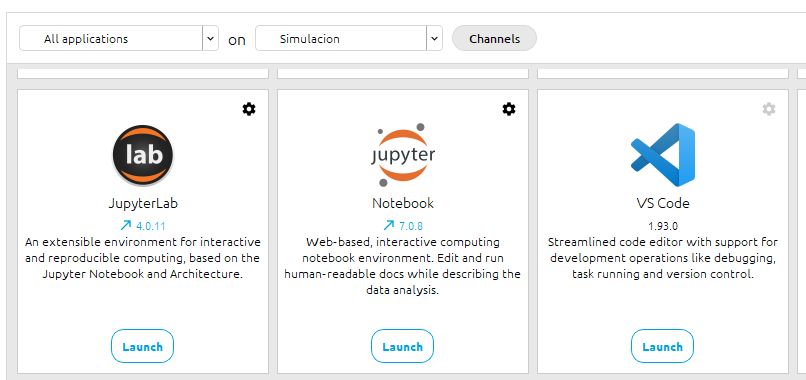 All applications on Simulacion Channels
lab
JupyterLab
4.0.11
An extensible environment for interactive
and reproducible computing, based on the
Jupyter Notebook and Architecture.
Launch
jupyter
Notebook
7.0.8
Web-based, interactive computing
notebook environment. Edit and run
human-readable docs while describing the
data analysis.
Launch
VS Code
1.93.0
Streamlined code editor with support for
development operations like debugging,
task running and version control.
Launch